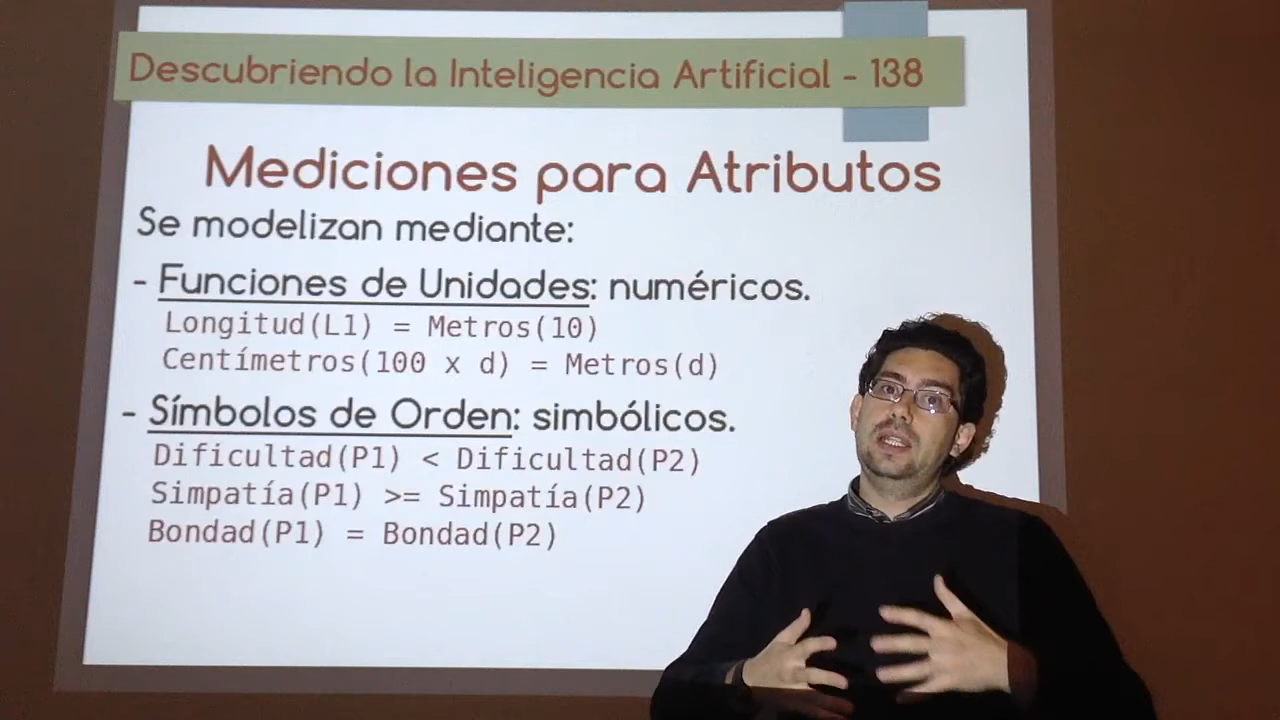 Descubriendo la Inteligencia Artificial - 138
Mediciones para Atributos
Se modelizan mediante:
- Funciones de Unidades: numéricos.
Longitud(L1) = Metros(10)
Centímetros(100 x d) = Metros(d)
- Símbolos de Orden: simbólicos.
Dificultad(P1) < Dificultad(P2)
Simpatía(P1) >= Simpatía(P2)
Bondad(P1) = Bondad(P2)